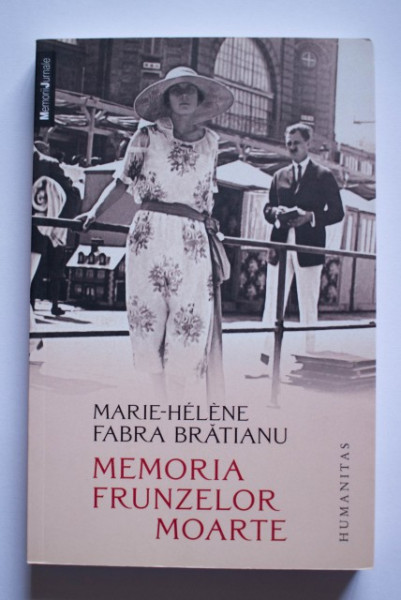 Memorii/Jurnale
MARIE-HÉLÈNE
FABRA BRĂTIANU
MEMORIA
FRUNZELOR
MOARTE
HUMANITAS